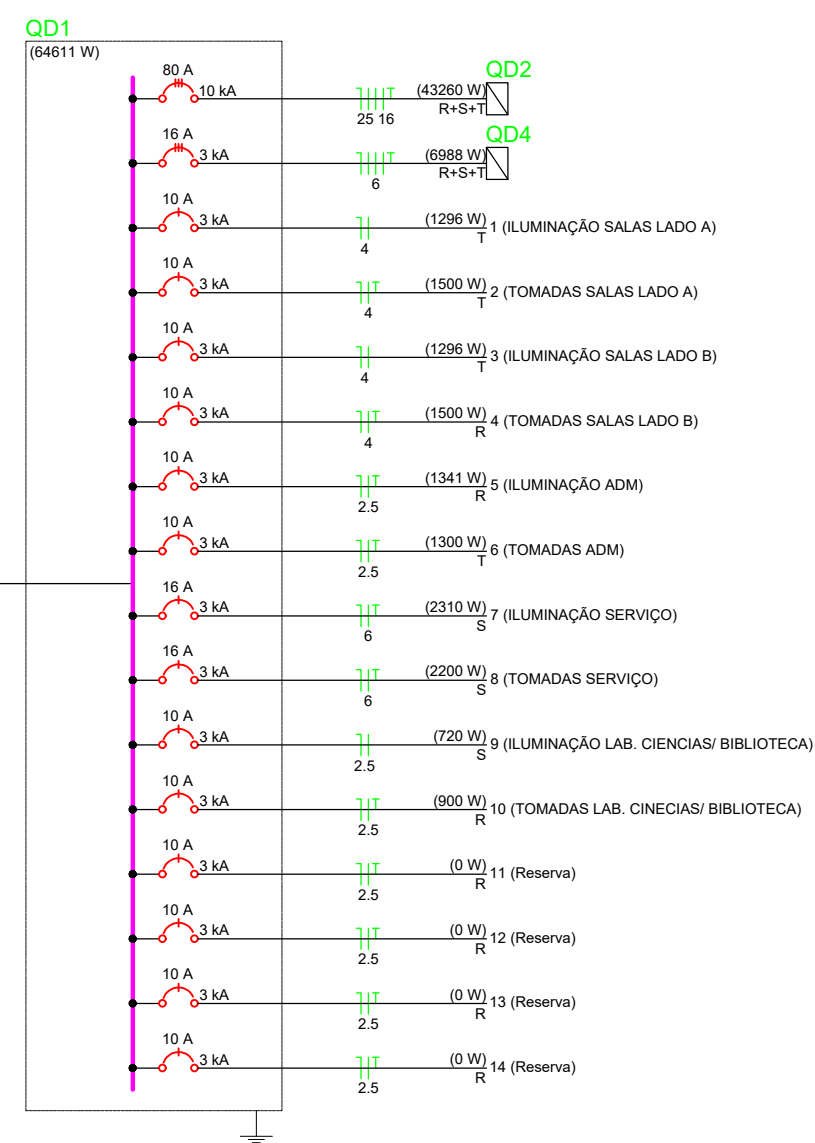 QD1
(64611 W)
80 A
10 kA
25 16
(43260 W)
R+S+T
QD2
16 A
3 kA
6
(6988 W)
R+S+T
QD4
10 A
3 kA
4
(1296 W)
T
1 (ILUMINAÇÃO SALAS LADO A)
10 A
3 kA
4
(1500 W)
T
2 (TOMADAS SALAS LADO A)
10 A
3 kA
4
(1296 W)
T
3 (ILUMINAÇÃO SALAS LADO B)
10 A
3 kA
4
(1500 W)
R
4 (TOMADAS SALAS LADO B)
10 A
3 kA
2.5
(1341 W)
R
5 (ILUMINAÇÃO ADM)
10 A
3 kA
2.5
(1300 W)
T
6 (TOMADAS ADM)
16 A
3 kA
6
(2310 W)
S
7 (ILUMINAÇÃO SERVIÇO)
16 A
3 kA
6
(2200 W)
S
8 (TOMADAS SERVIÇO)
10 A
3 kA
2.5
(720 W)
S
9 (ILUMINAÇÃO LAB. CIENCIAS/ BIBLIOTECA)
10 A
3 kA
2.5
(900 W)
R
10 (TOMADAS LAB. CINECIAS/ BIBLIOTECA)
10 A
3 kA
2.5
(0 W)
R
11 (Reserva)
10 A
3 kA
2.5
(0 W)
R
12 (Reserva)
10 A
3 kA
2.5
(0 W)
R
13 (Reserva)
10 A
3 kA
2.5
(0 W)
R
14 (Reserva)